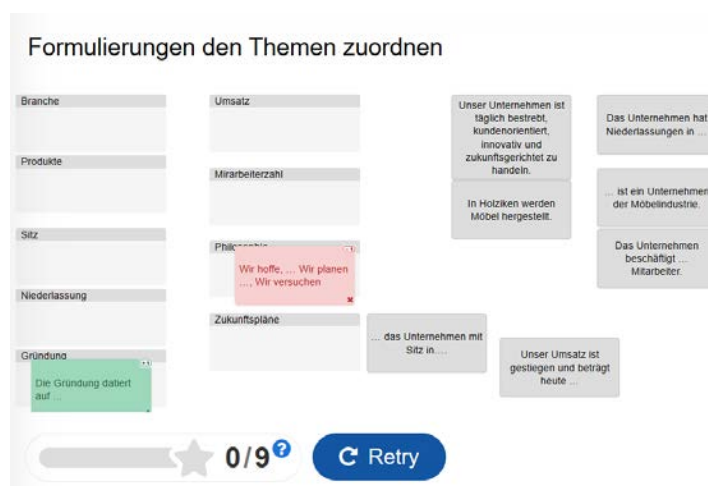 Formulierungen den Themen zuordnen
Branche
Produkte
Sitz
Niederlassung
Gründung
+1
Die Gründung datiert
auf ...
Umsatz
Mirarbeiterzahl
Philosophie
-1
Wir hoffe, ... Wir planen
..., Wir versuchen
Zukunftspläne
Unser Unternehmen ist
täglich bestrebt,
kundenorientiert,
innovativ und
zukunftsgerichtet zu
handeln.
Das Unternehmen hat
Niederlassungen in ...
In Holziken werden
Möbel hergestellt.
... ist ein Unternehmen
der Möbelindustrie.
Das Unternehmen
beschäftigt ...
Mitarbeiter.
... das Unternehmen mit
Sitz in....
Unser Umsatz ist
gestiegen und beträgt
heute ...
0/9
?
Retry